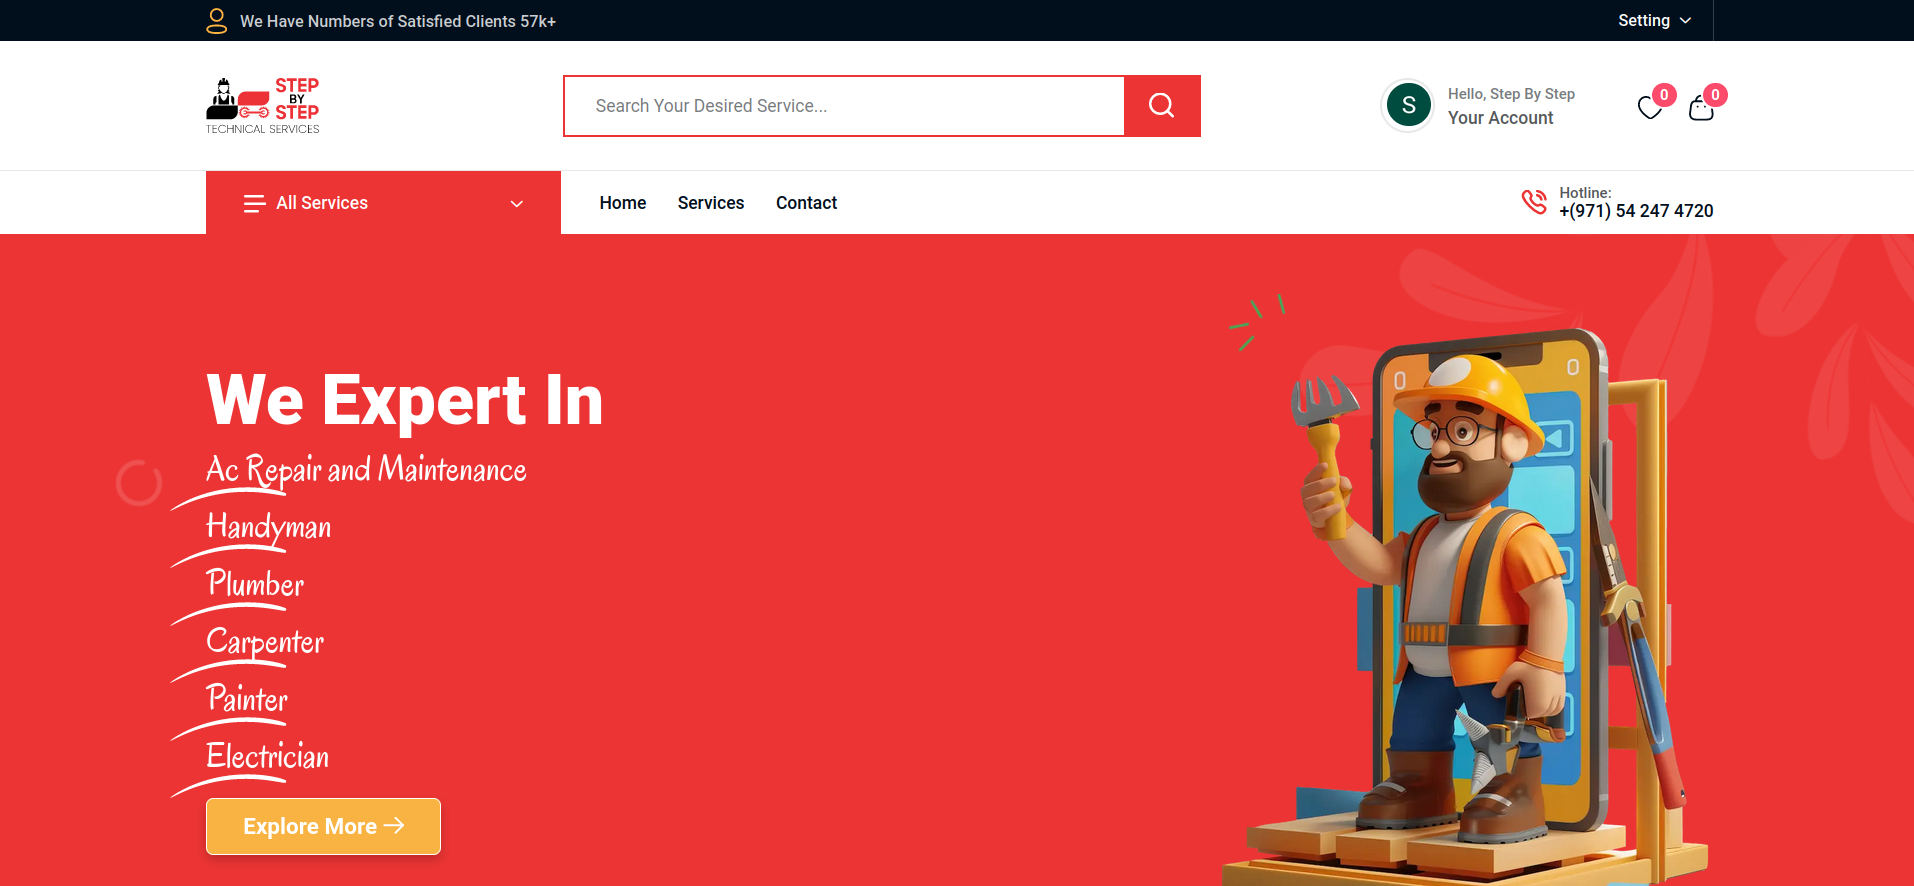 We Have Numbers of Satisfied Clients 57k+
Setting
STEP
BY
STEP
TECHNICAL SERVICES
Search Your Desired Service...
S
Hello, Step By Step
Your Account
0
0
All Services
Home
Services
Contact
Hotline:
+(971) 54 247 4720
We Expert In
Ac Repair and Maintenance
Handyman
Plumber
Carpenter
Painter
Electrician
Explore More
0
0